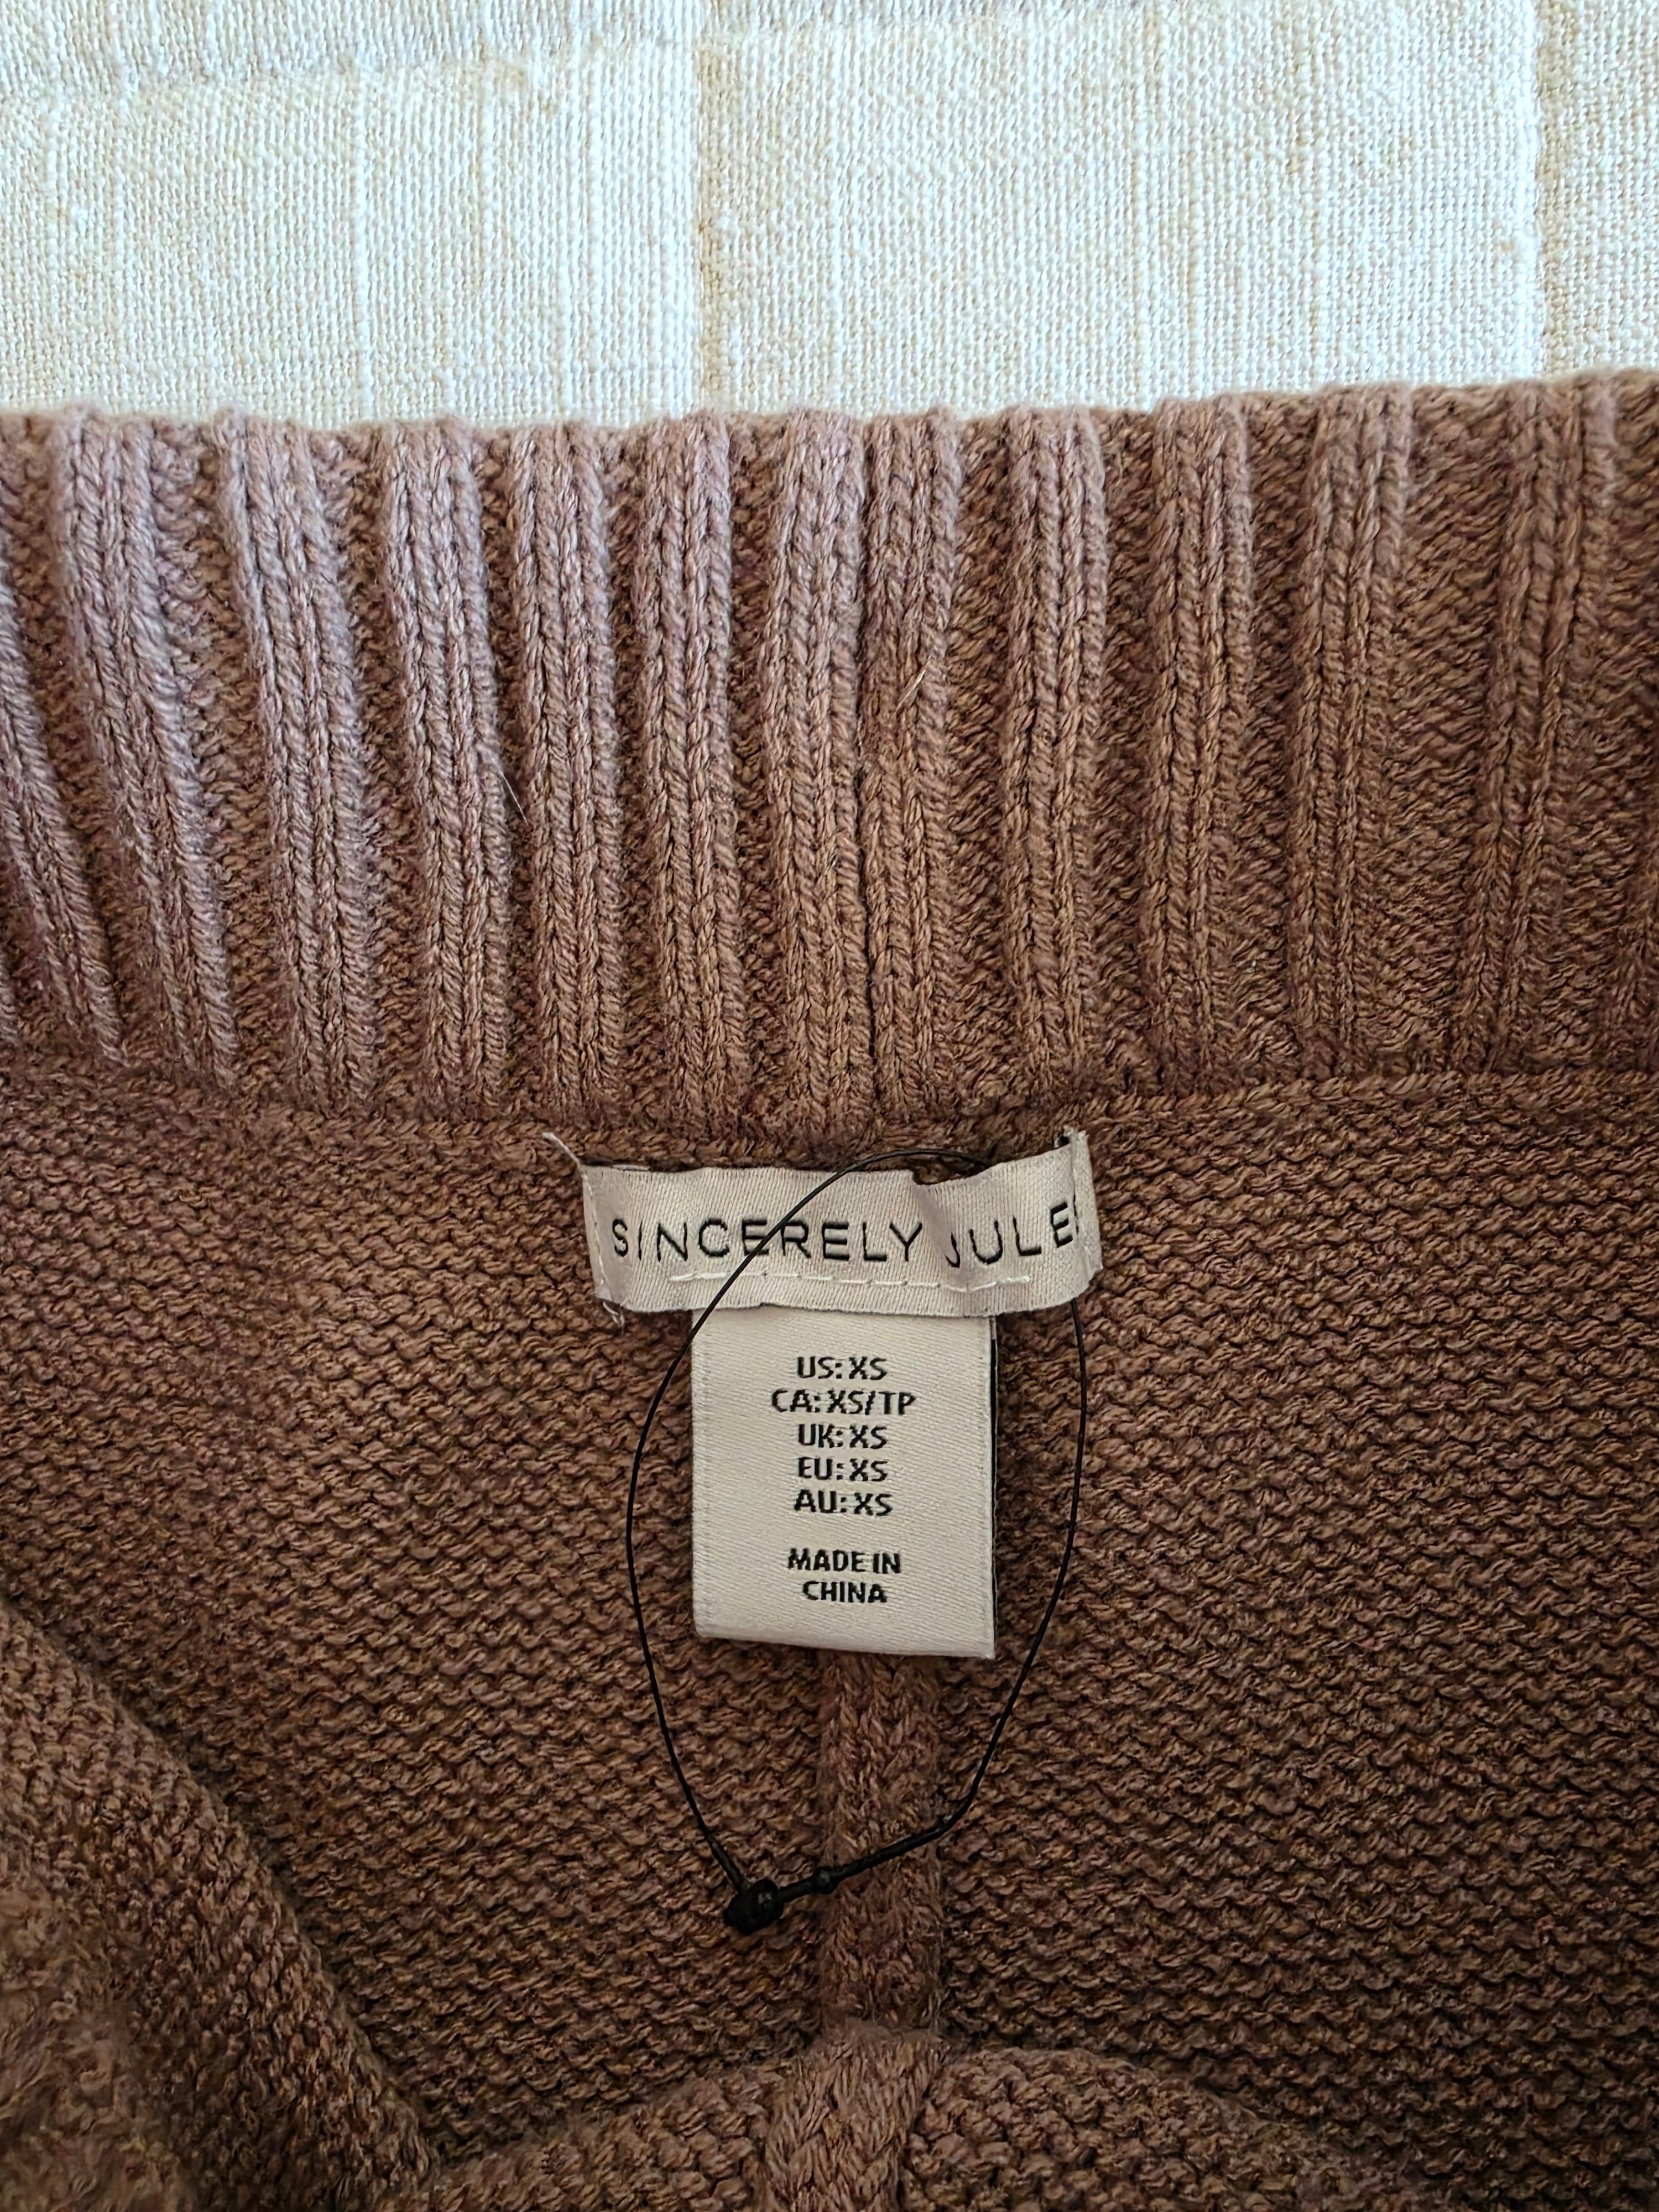 SINCERELY JULES
US: XS
CA: XS/TP
UK: XS
EU: XS
AU: XS
MADE IN
CHINA